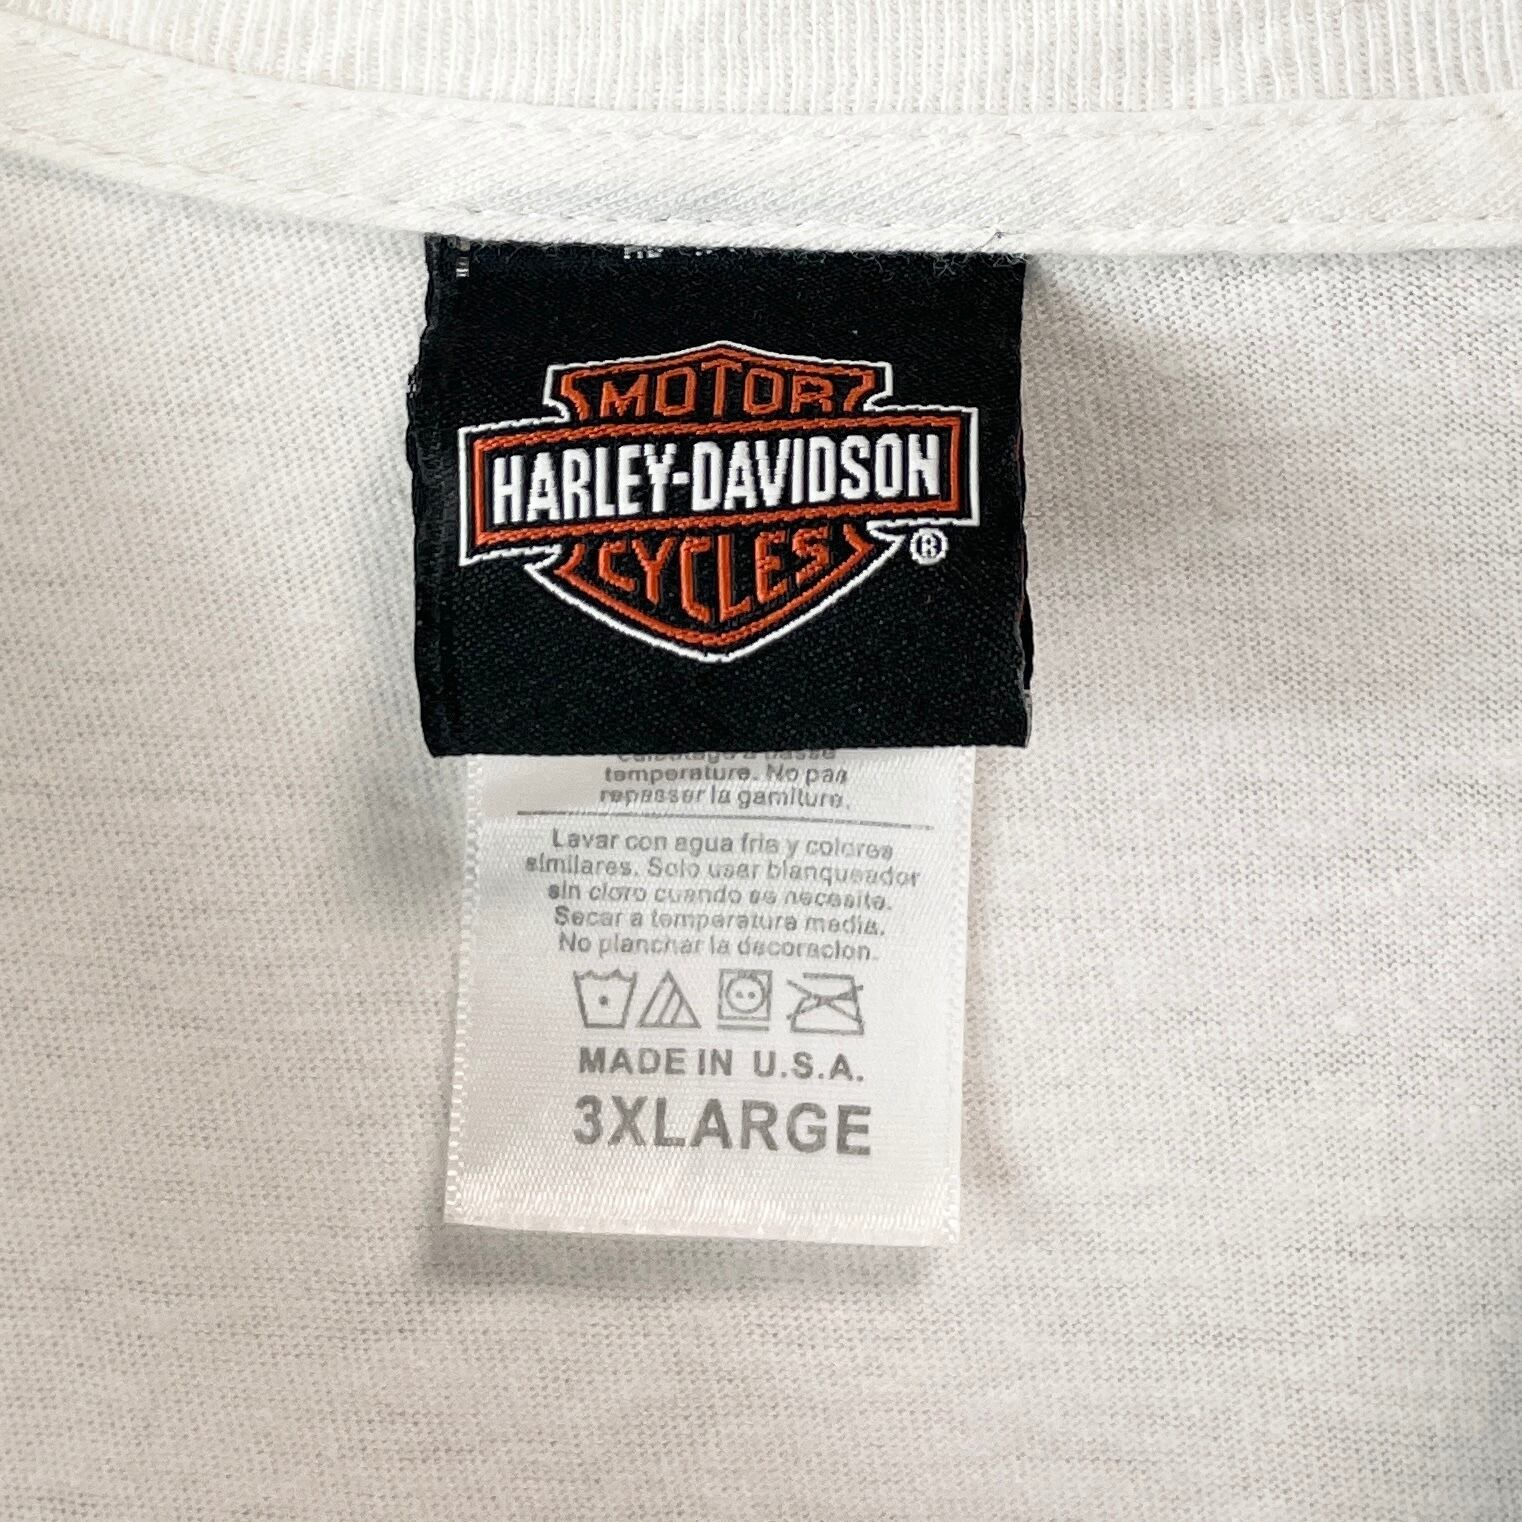 MOTOR
HARLEY-DAVIDSON
CYCLES
®
temperature. No pas
repasser la garniture.
Lavar con agua fria y colores
similares. Solo usar blanqueador
sin cloro cuando se necesite.
Secar a temperatura media.
No planchar la decoracion.
MADE IN U.S.A.
3XLARGE